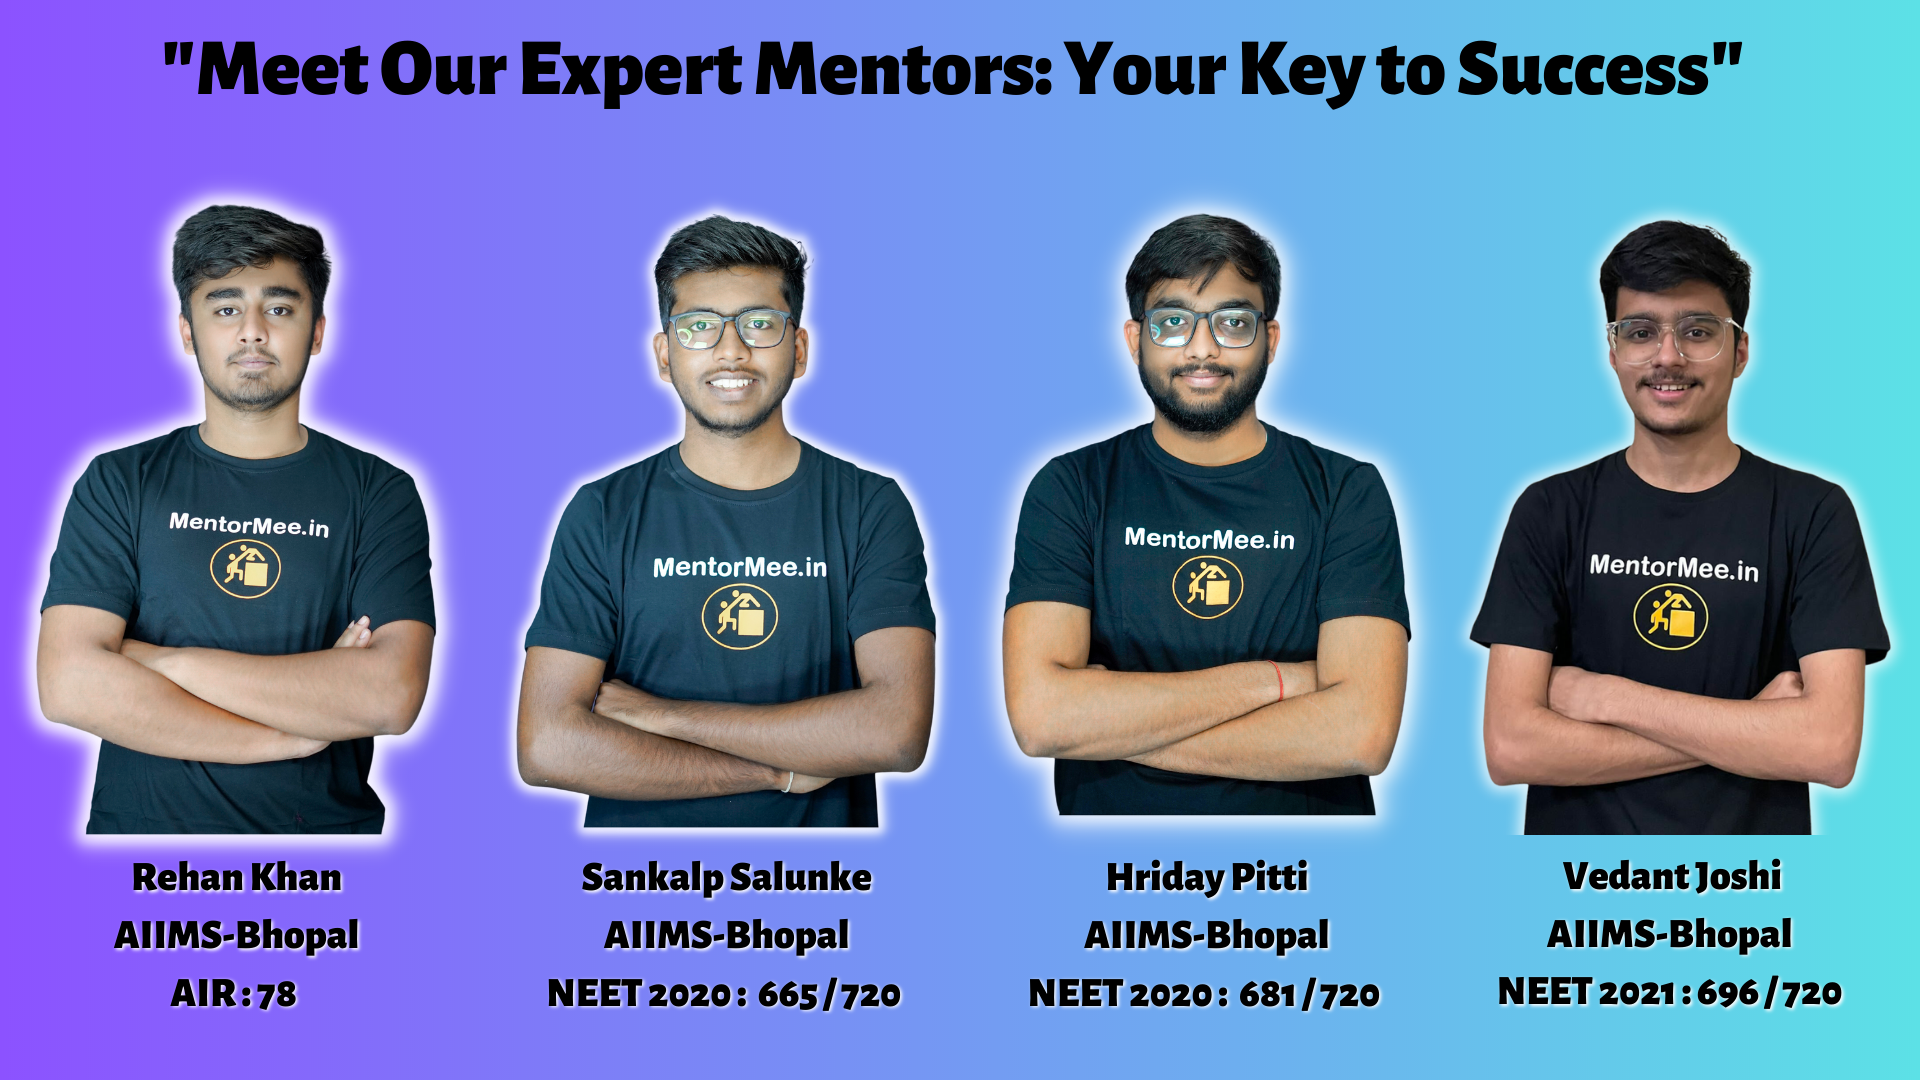 "Meet Our Expert Mentors: Your Key to Success"
MentorMee.in
MentorMee.in
MentorMee.in
MentorMee.in
Rehan Khan
AIIMS-Bhopal
AIR : 78
Sankalp Salunke
AIIMS-Bhopal
NEET 2020 : 665 / 720
Hriday Pitti
AIIMS-Bhopal
NEET 2020 : 681 / 720
Vedant Joshi
AIIMS-Bhopal
NEET 2021 : 696 / 720